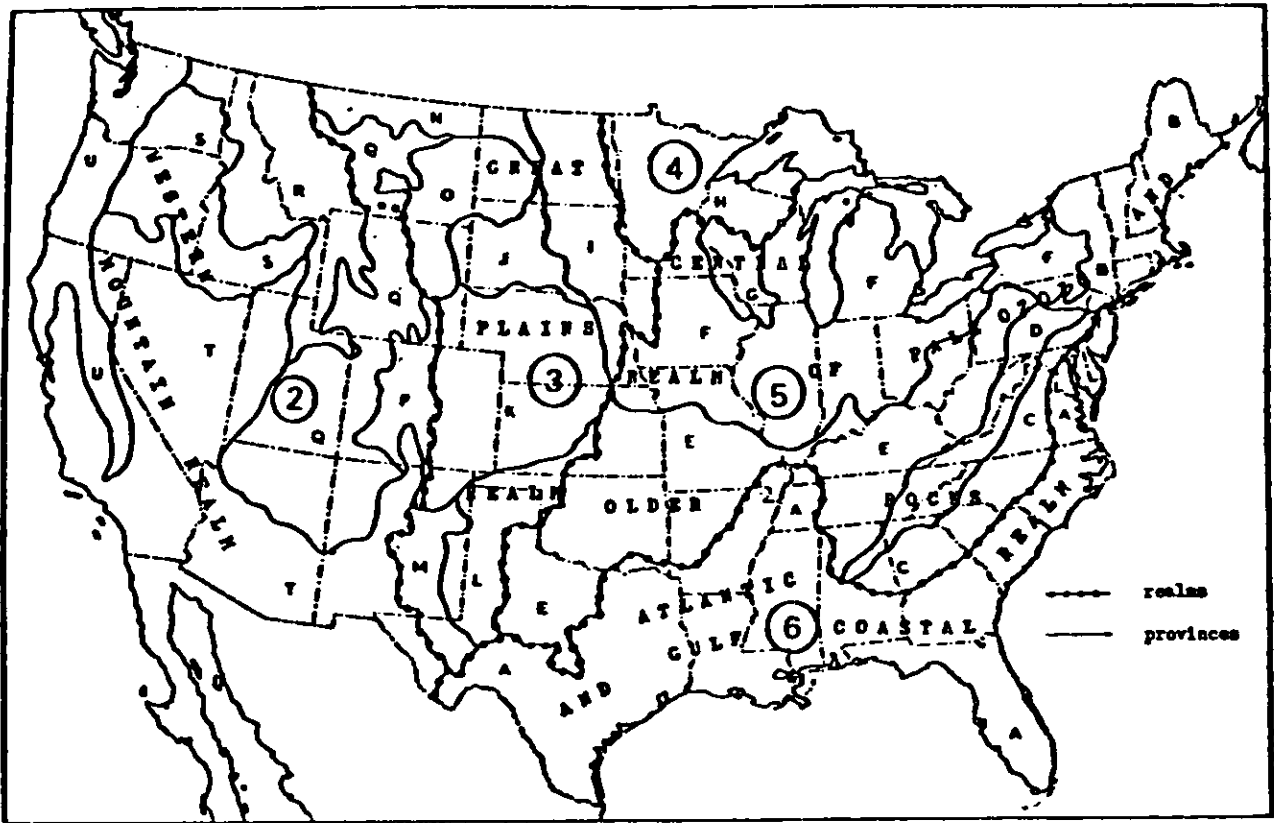 WESTERN
MOUNTAIN
REALM
GREAT
PLAINS
REALM
CENTRAL
REALM OF
OLDER
ROCKS
AND
ATLANTIC
AND
GULF
COASTAL
REALM
2
3
4
5
6
U
S
R
S
U
T
T
Q
N
Q
O
Q
P
J
I
K
M
L
E
A
H
G
F
F
F
E
E
A
C
C
D
B
B
A
A
realms
provinces